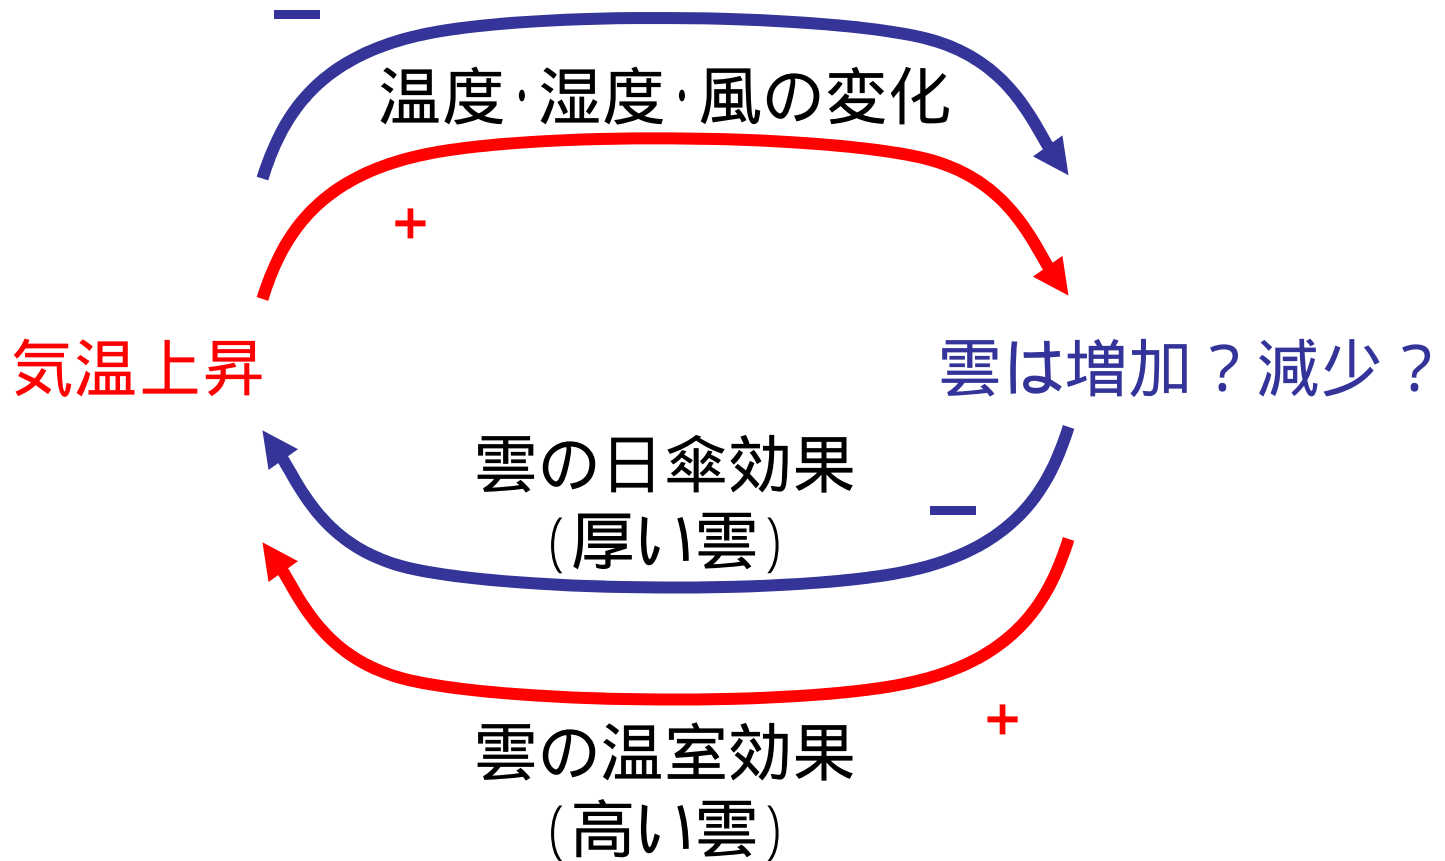 −
温度・湿度・風の変化
+
気温上昇
雲は増加？減少？
雲の日傘効果
（厚い雲）
−
+
雲の温室効果
（高い雲）